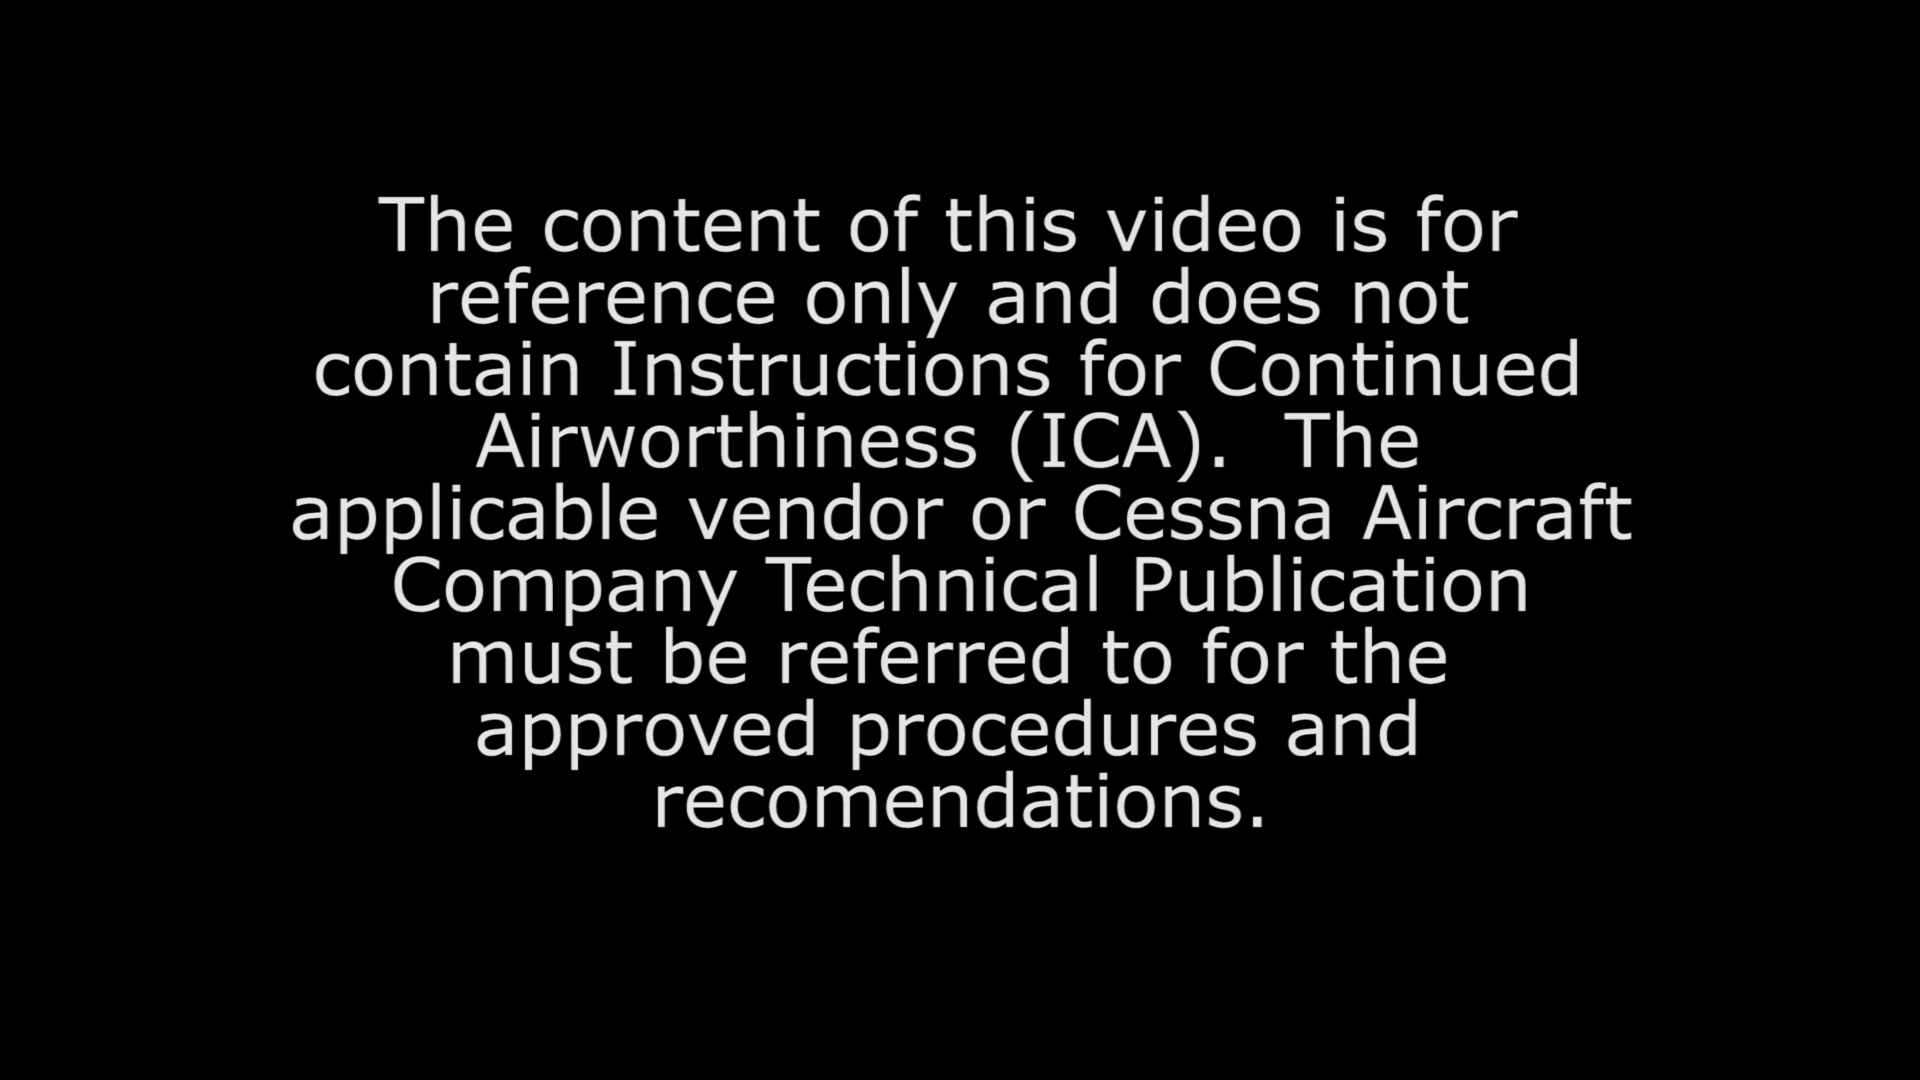 The content of this video is for
reference only and does not
contain Instructions for Continued
Airworthiness (ICA).  The
applicable vendor or Cessna Aircraft
Company Technical Publication
must be referred to for the
approved procedures and
recomendations.